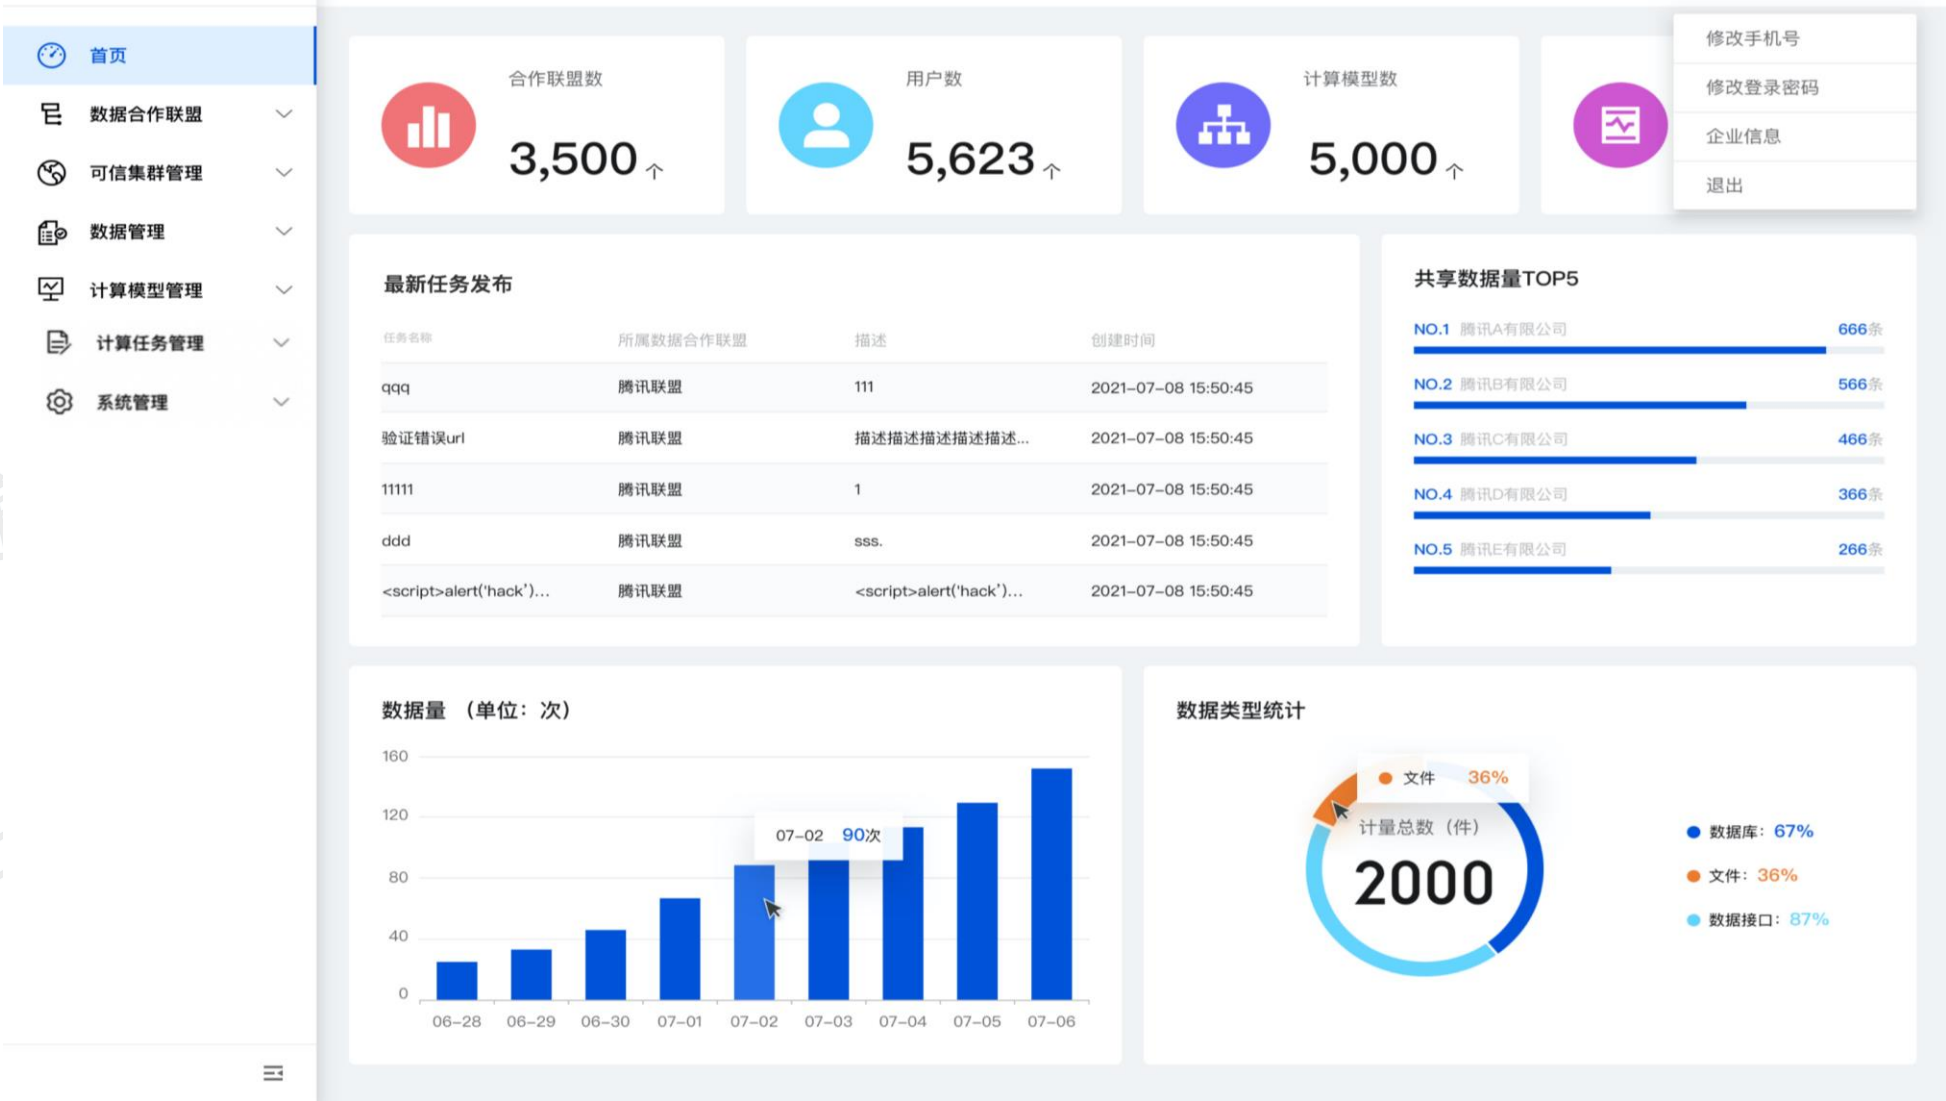 首页
数据合作联盟
可信集群管理
数据管理
计算模型管理
计算任务管理
系统管理
合作联盟数
3,500个
用户数
5,623个
计算模型数
5,000个
修改手机号
修改登录密码
企业信息
退出
最新任务发布
任务名称 所属数据合作联盟 描述 创建时间
qqq 腾讯联盟 111 2021-07-08 15:50:45
验证错误url 腾讯联盟 描述描述描述描述描述... 2021-07-08 15:50:45
11111 腾讯联盟 1 2021-07-08 15:50:45
ddd 腾讯联盟 sss. 2021-07-08 15:50:45
<script>alert('hack')... 腾讯联盟 <script>alert('hack')... 2021-07-08 15:50:45
共享数据量TOP5
NO.1 腾讯A有限公司 666条
NO.2 腾讯B有限公司 566条
NO.3 腾讯C有限公司 466条
NO.4 腾讯D有限公司 366条
NO.5 腾讯E有限公司 266条
数据量 （单位：次）
160
120
80
40
0
07-02 90次
06-28 06-29 06-30 07-01 07-02 07-03 07-04 07-05 07-06
数据类型统计
文件 36%
计量总数（件）
2000
数据库：67%
文件：36%
数据接口：87%